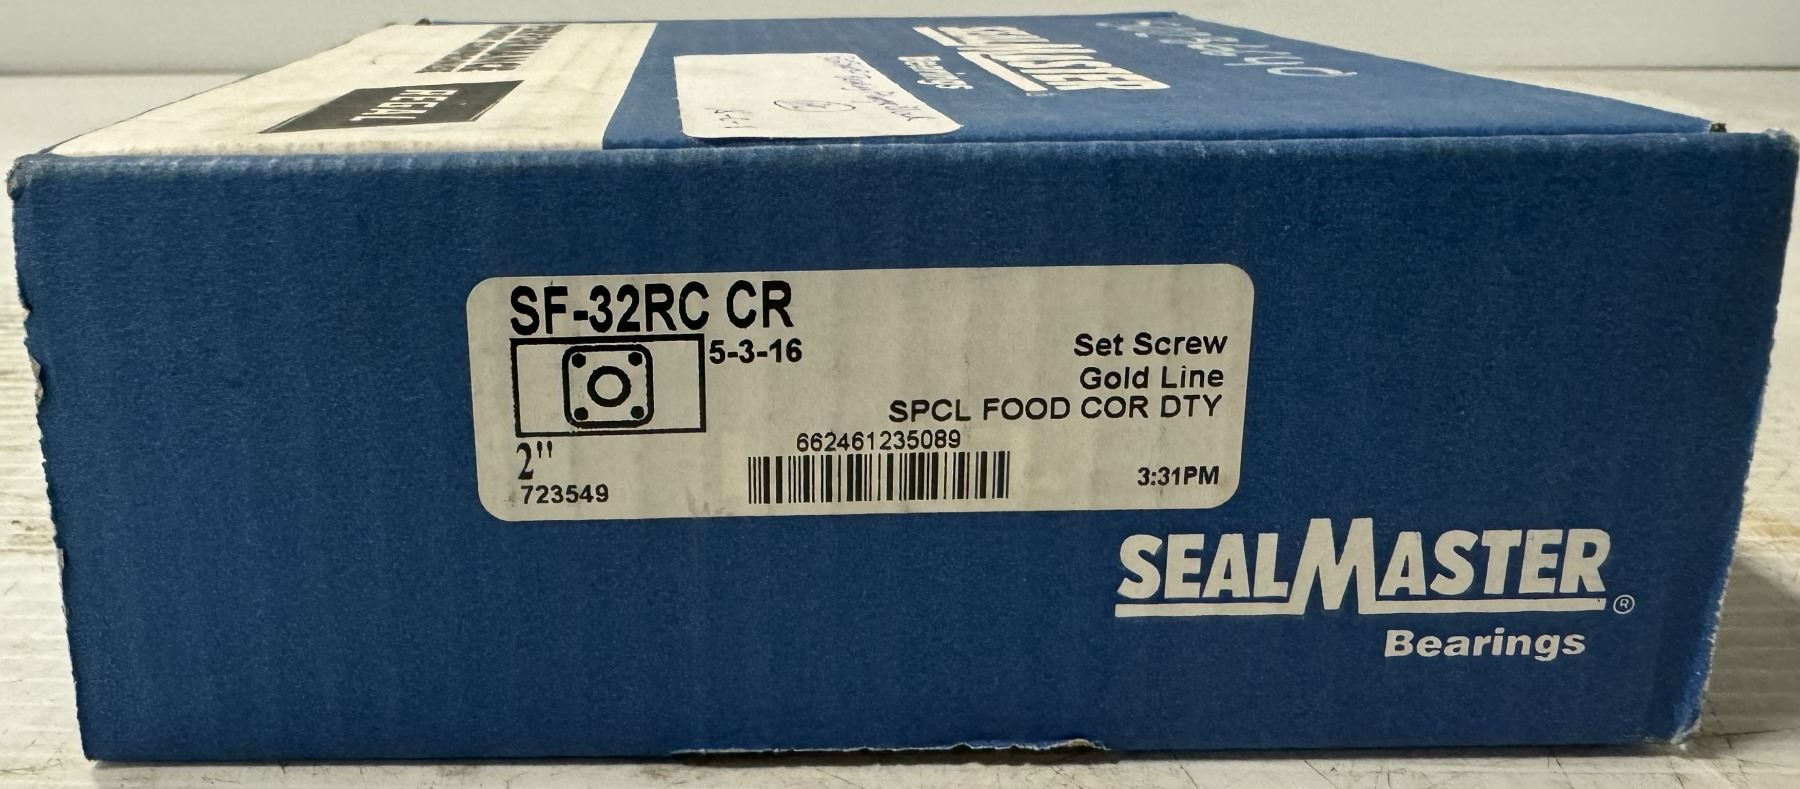 REGAL
SEALMASTER
Bearings
SF-32RC CR
5-3-16
Set Screw
Gold Line
SPCL FOOD COR DTY
2"
662461235089
723549
3:31PM
SEALMASTER®
Bearings